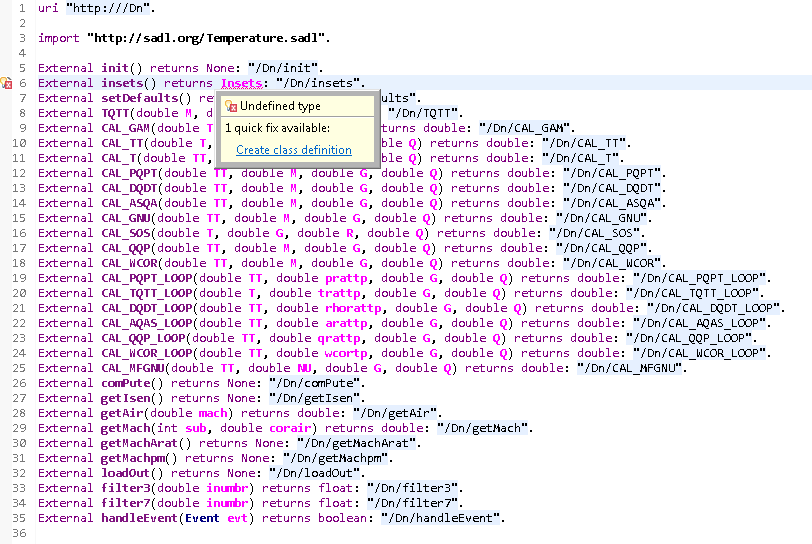 1 uri "http:///Dn".
2
3 import "http://sadl.org/Temperature.sadl".
4
5 External init() returns None: "/Dn/init".
6 External insets() returns Insets: "/Dn/insets".
7 External setDefaults() re ults".
Undefined type
8 External TQTT(double M, d "/Dn/TQTT".
1 quick fix available:
9 External CAL_GAM(double T urns double: "/Dn/CAL_GAM".
10 External CAL_TT(double T, ble Q) returns double: "/Dn/CAL_TT".
Create class definition
11 External CAL_T(double TT, ble Q) returns double: "/Dn/CAL_T".
12 External CAL_PQPT(double TT, double M, double G, double Q) returns double: "/Dn/CAL_PQPT".
13 External CAL_DQDT(double TT, double M, double G, double Q) returns double: "/Dn/CAL_DQDT".
14 External CAL_ASQA(double TT, double M, double G, double Q) returns double: "/Dn/CAL_ASQA".
15 External CAL_GNU(double TT, double M, double G, double Q) returns double: "/Dn/CAL_GNU".
16 External CAL_SOS(double T, double G, double R, double Q) returns double: "/Dn/CAL_SOS".
17 External CAL_QQP(double TT, double M, double G, double Q) returns double: "/Dn/CAL_QQP".
18 External CAL_WCOR(double TT, double M, double G, double Q) returns double: "/Dn/CAL_WCOR".
19 External CAL_PQPT_LOOP(double TT, double prattp, double G, double Q) returns double: "/Dn/CAL_PQPT_LOOP".
20 External CAL_TQTT_LOOP(double T, double trattp, double G, double Q) returns double: "/Dn/CAL_TQTT_LOOP".
21 External CAL_DQDT_LOOP(double TT, double rhorattp, double G, double Q) returns double: "/Dn/CAL_DQDT_LOOP".
22 External CAL_AQAS_LOOP(double TT, double arattp, double G, double Q) returns double: "/Dn/CAL_AQAS_LOOP".
23 External CAL_QQP_LOOP(double TT, double qrattp, double G, double Q) returns double: "/Dn/CAL_QQP_LOOP".
24 External CAL_WCOR_LOOP(double TT, double wcortp, double G, double Q) returns double: "/Dn/CAL_WCOR_LOOP".
25 External CAL_MFGNU(double TT, double NU, double G, double Q) returns double: "/Dn/CAL_MFGNU".
26 External comPute() returns None: "/Dn/comPute".
27 External getIsen() returns None: "/Dn/getIsen".
28 External getAir(double mach) returns double: "/Dn/getAir".
29 External getMach(int sub, double corair) returns double: "/Dn/getMach".
30 External getMachArat() returns None: "/Dn/getMachArat".
31 External getMachpm() returns None: "/Dn/getMachpm".
32 External loadOut() returns None: "/Dn/loadOut".
33 External filter3(double inumbr) returns float: "/Dn/filter3".
34 External filter7(double inumbr) returns float: "/Dn/filter7".
35 External handleEvent(Event evt) returns boolean: "/Dn/handleEvent".
36